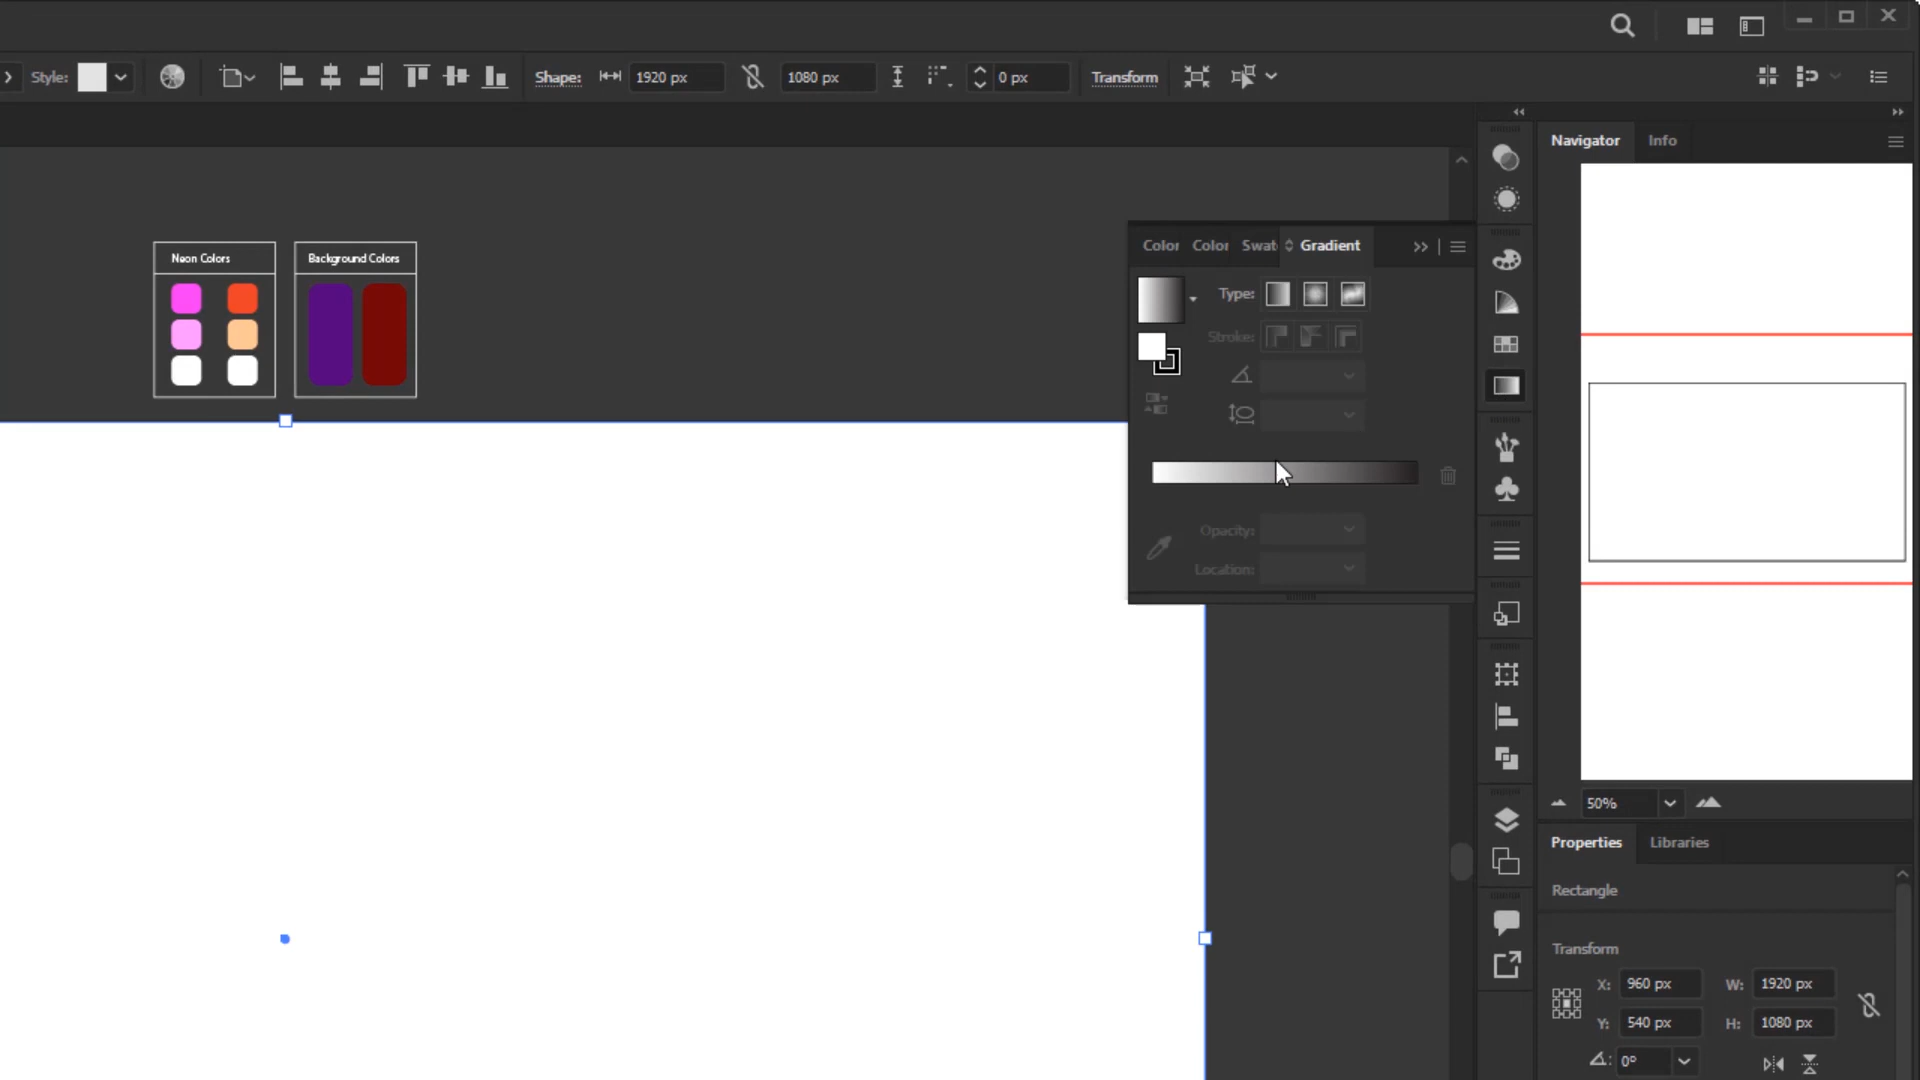 Style:
Shape:
1920 px
1080 px
0 px
Transform
Navigator
Info
Neon Colors
Background Colors
Color
Color
Swat
Gradient
Type:
Stroke:
Opacity:
Location:
50%
Properties
Libraries
Rectangle
Transform
X:
960 px
W:
1920 px
Y:
540 px
H:
1080 px
0°